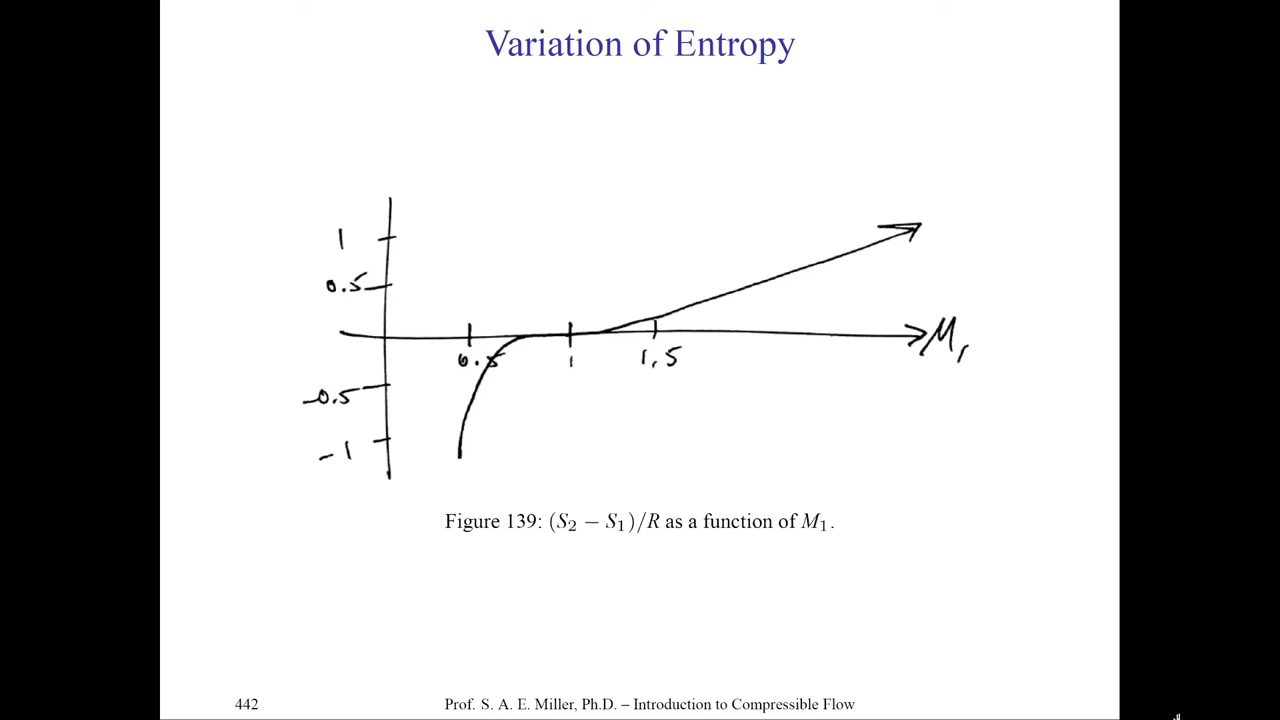 Variation of Entropy
1
0.5
0.5
1
1.5
M₁
-0.5
-1
Figure 139: (S₂ − S₁)/R as a function of M₁.
442 Prof. S. A. E. Miller, Ph.D. – Introduction to Compressible Flow